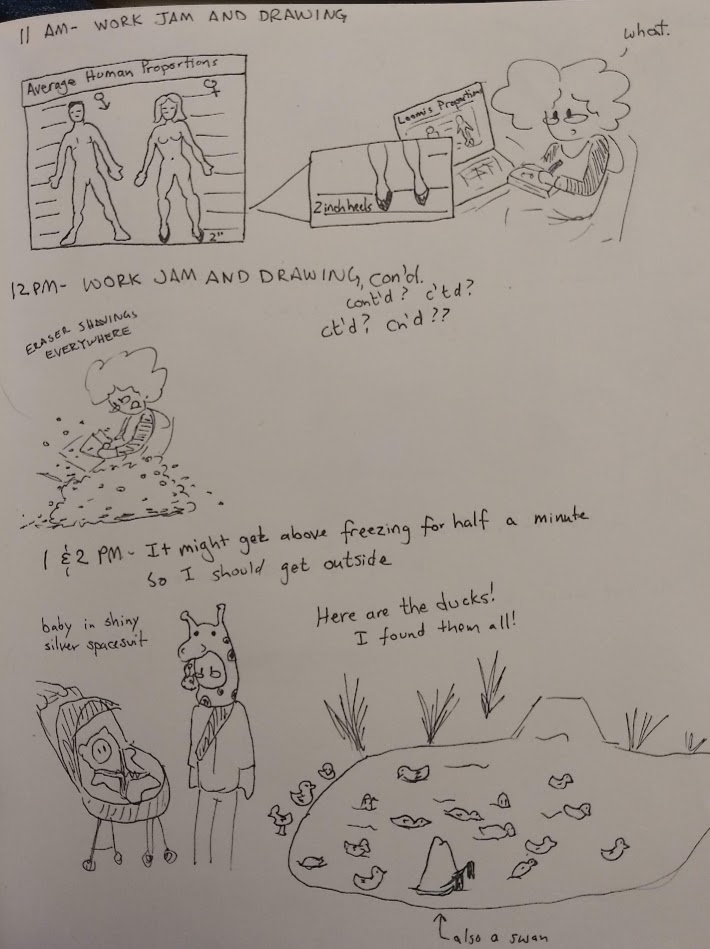 11 AM- WORK JAM AND DRAWING
what.
Average Human Proportions
♂ ♀
2"
Loomis Proportions
2 inch heels
12PM- WORK JAM AND DRAWING, con'd.
cont'd? c'td?
ct'd? cn'd??
ERASER SHAVINGS
EVERYWHERE
1 & 2 PM- It might get above freezing for half a minute
so I should get outside
baby in shiny
silver spacesuit
Here are the ducks!
I found them all!
also a swan